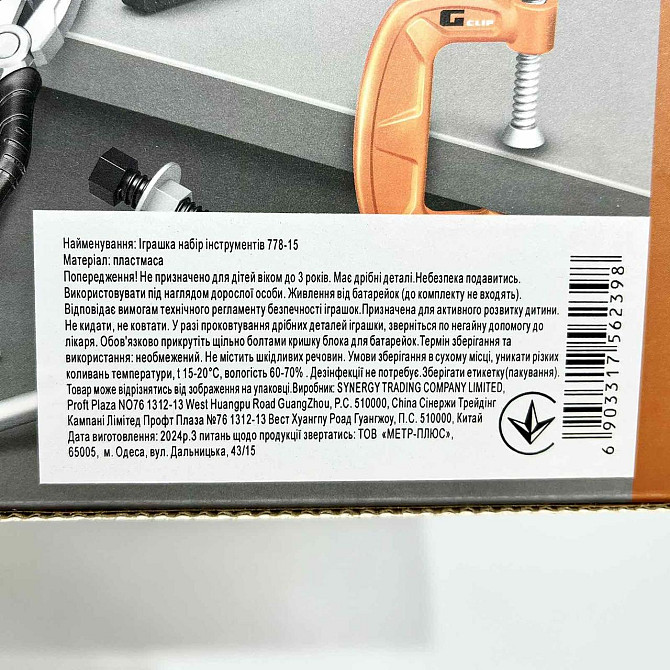 G CLIP
Найменування: Іграшка набір інструментів 778-15
Матеріал: пластмаса
Попередження! Не призначено для дітей віком до 3 років. Має дрібні деталі.Небезпека подавитись.
Використовувати під наглядом дорослої особи. Живлення від батарейок (до комплекту не входять).
Відповідає вимогам технічного регламенту безпечності іграшок.Призначена для активного розвитку дитини.
Не кидати, не ковтати. У разі проковтування дрібних деталей іграшки, зверніться по негайну допомогу до
лікаря. Обов'язково прикрутіть щільно болтами кришку блока для батарейок.Термін зберігання та
використання: необмежений. Не містить шкідливих речовин. Умови зберігання в сухому місці, уникати різких
коливань температури, t 15-20°С, вологість 60-70% . Дезінфекції не потребує.Зберігати етикетку(пакування).
Товар може відрізнятись від зображення на упаковці.Виробник: SYNERGY TRADING COMPANY LIMITED,
Proft Plaza NO76 1312-13 West Huangpu Road GuangZhou, P.C. 510000, China Сінержи Трейдінг
Кампані Лімітед Профт Плаза №76 1312-13 Вест Хуангпу Роад Гуангжоу, П.С. 510000, Китай
Дата виготовлення: 2024р.З питань щодо продукції звертатись: ТОВ «МЕТР-ПЛЮС»,
65005, м. Одеса, вул. Дальницька, 43/15
6 903317 562398